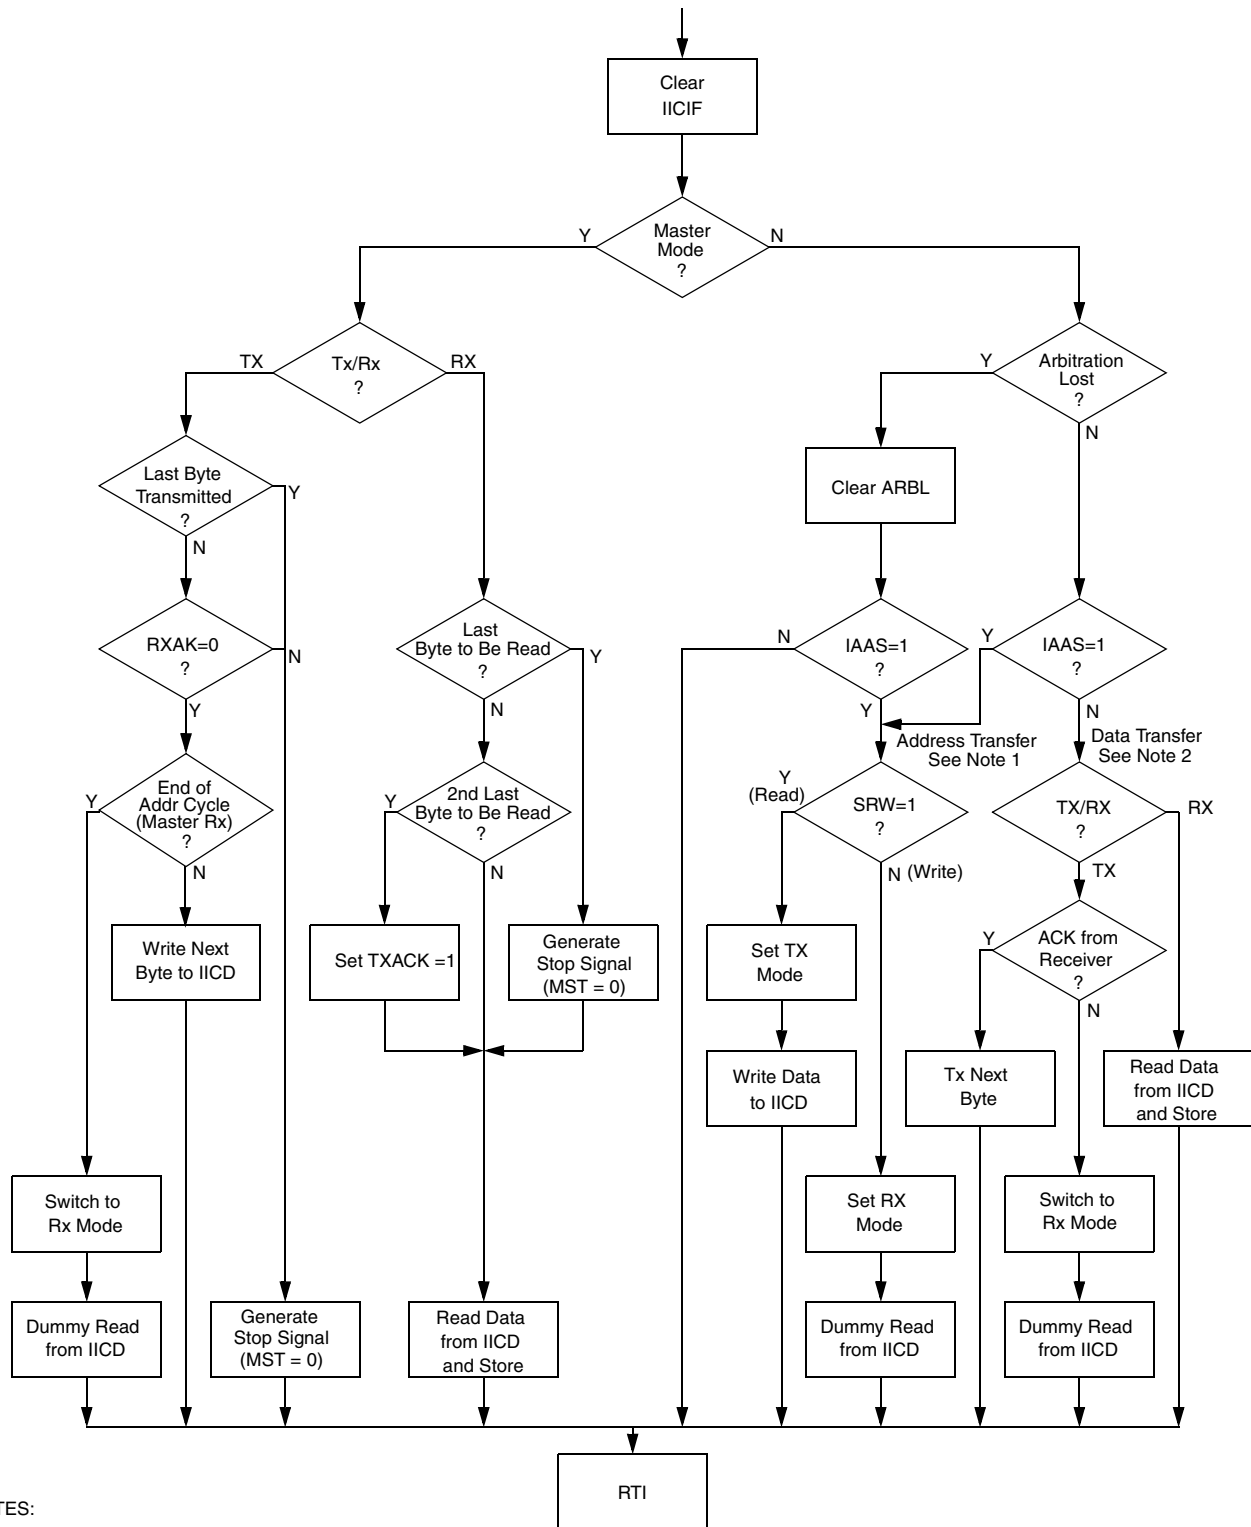 Clear
IICIF
Master
Mode
?
Y
N
Tx/Rx
?
TX
RX
Arbitration
Lost
?
Y
N
Last Byte
Transmitted
?
Y
N
Clear ARBL
RXAK=0
?
N
Y
Last
Byte to Be Read
?
Y
N
IAAS=1
?
N
Y
IAAS=1
?
Y
N
Address Transfer
See Note 1
Data Transfer
See Note 2
End of
Addr Cycle
(Master Rx)
?
Y
N
2nd Last
Byte to Be Read
?
Y
N
Y
(Read)
SRW=1
?
N (Write)
TX/RX
?
RX
TX
Write Next
Byte to IICD
Set TXACK =1
Generate
Stop Signal
(MST = 0)
Set TX
Mode
Y
ACK from
Receiver
?
N
Write Data
to IICD
Tx Next
Byte
Read Data
from IICD
and Store
Switch to
Rx Mode
Set RX
Mode
Switch to
Rx Mode
Dummy Read
from IICD
Generate
Stop Signal
(MST = 0)
Read Data
from IICD
and Store
Dummy Read
from IICD
Dummy Read
from IICD
RTI
TES: